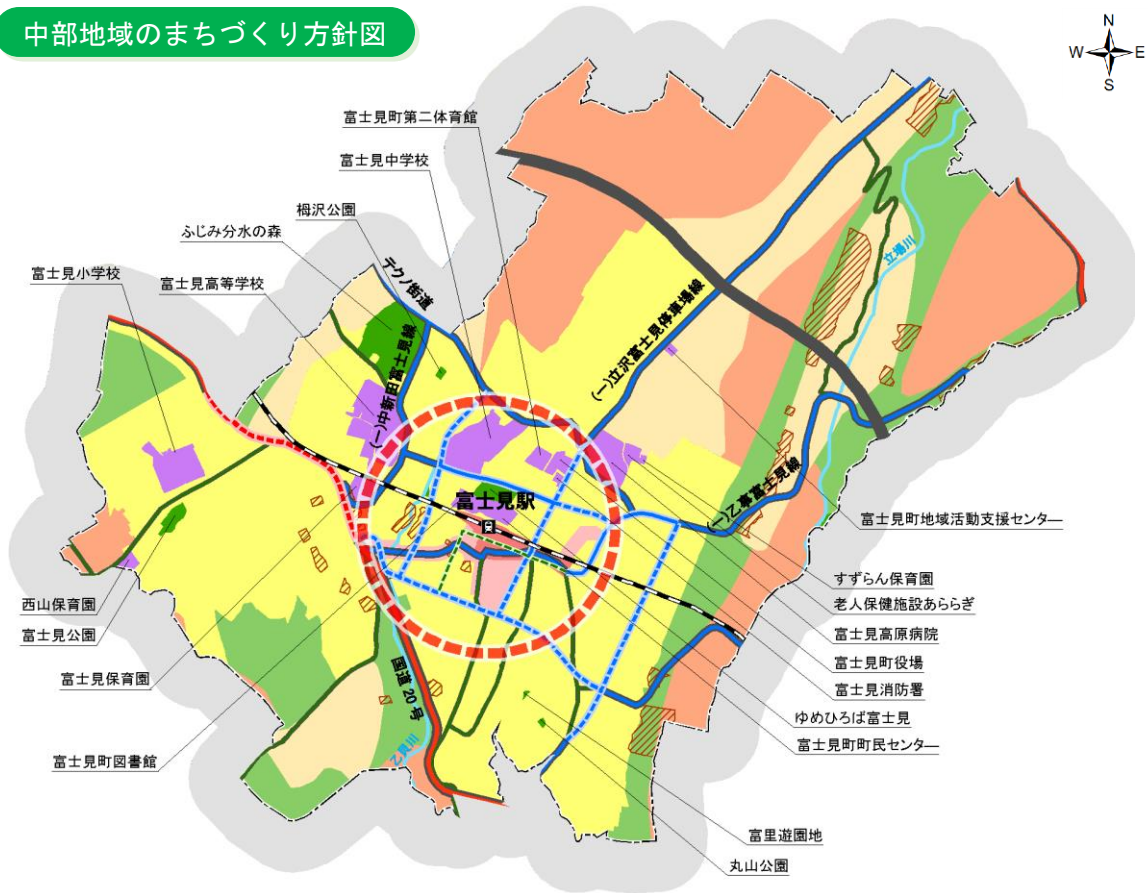 中部地域のまちづくり方針図
N
W
E
S
富士見町第二体育館
富士見中学校
栂沢公園
ふじみ分水の森
富士見小学校
富士見高等学校
テクノ街道
(一)中新田富士見線
(一)立沢富士見停車場線
立場川
(一)乙事富士見線
富士見駅
国道20号
乙貝川
富士見町地域活動支援センター
すずらん保育園
老人保健施設あららぎ
富士見高原病院
富士見町役場
富士見消防署
ゆめひろば富士見
富士見町町民センター
西山保育園
富士見公園
富士見保育園
富士見町図書館
富里遊園地
丸山公園